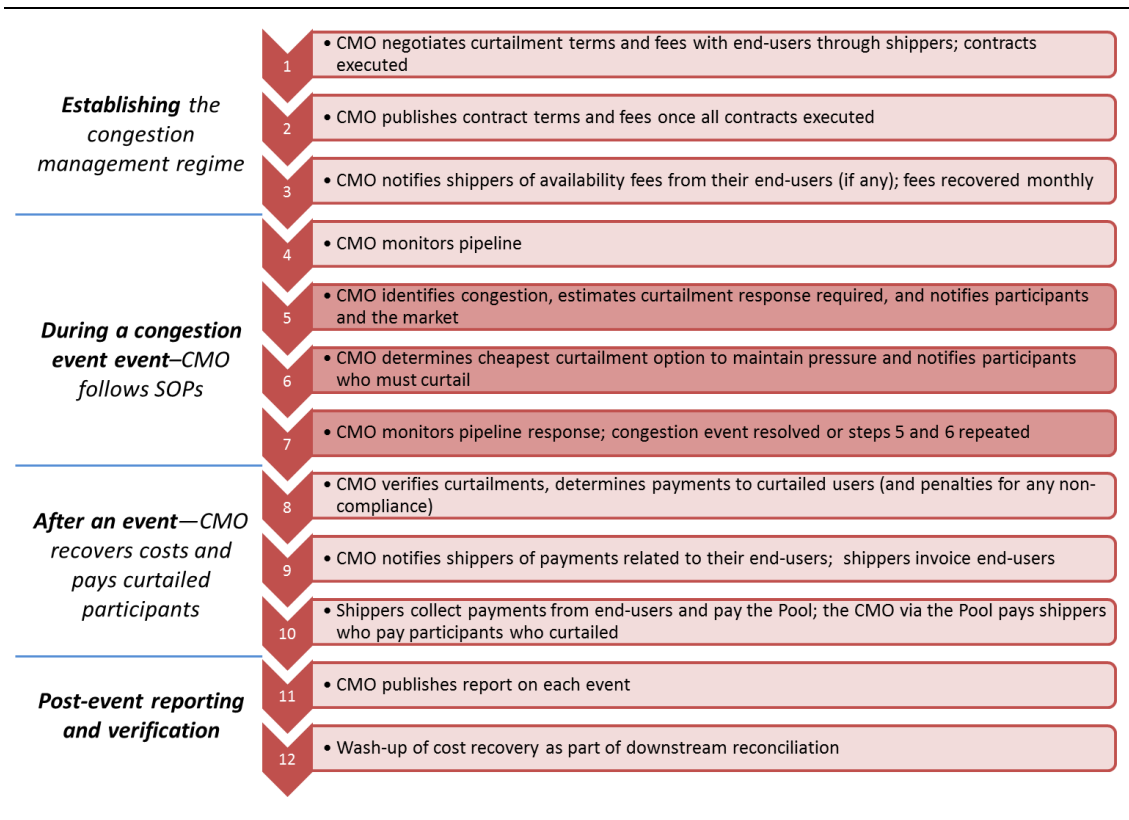 Establishing the
congestion
management regime
1
• CMO negotiates curtailment terms and fees with end-users through shippers; contracts
executed
2
• CMO publishes contract terms and fees once all contracts executed
3
• CMO notifies shippers of availability fees from their end-users (if any); fees recovered monthly
During a congestion
event event–CMO
follows SOPs
4
• CMO monitors pipeline
5
• CMO identifies congestion, estimates curtailment response required, and notifies participants
and the market
6
• CMO determines cheapest curtailment option to maintain pressure and notifies participants
who must curtail
7
• CMO monitors pipeline response; congestion event resolved or steps 5 and 6 repeated
After an event—CMO
recovers costs and
pays curtailed
participants
8
• CMO verifies curtailments, determines payments to curtailed users (and penalties for any non-
compliance)
9
• CMO notifies shippers of payments related to their end-users;  shippers invoice end-users
10
• Shippers collect payments from end-users and pay the Pool; the CMO via the Pool pays shippers
who pay participants who curtailed
Post-event reporting
and verification
11
• CMO publishes report on each event
12
• Wash-up of cost recovery as part of downstream reconciliation